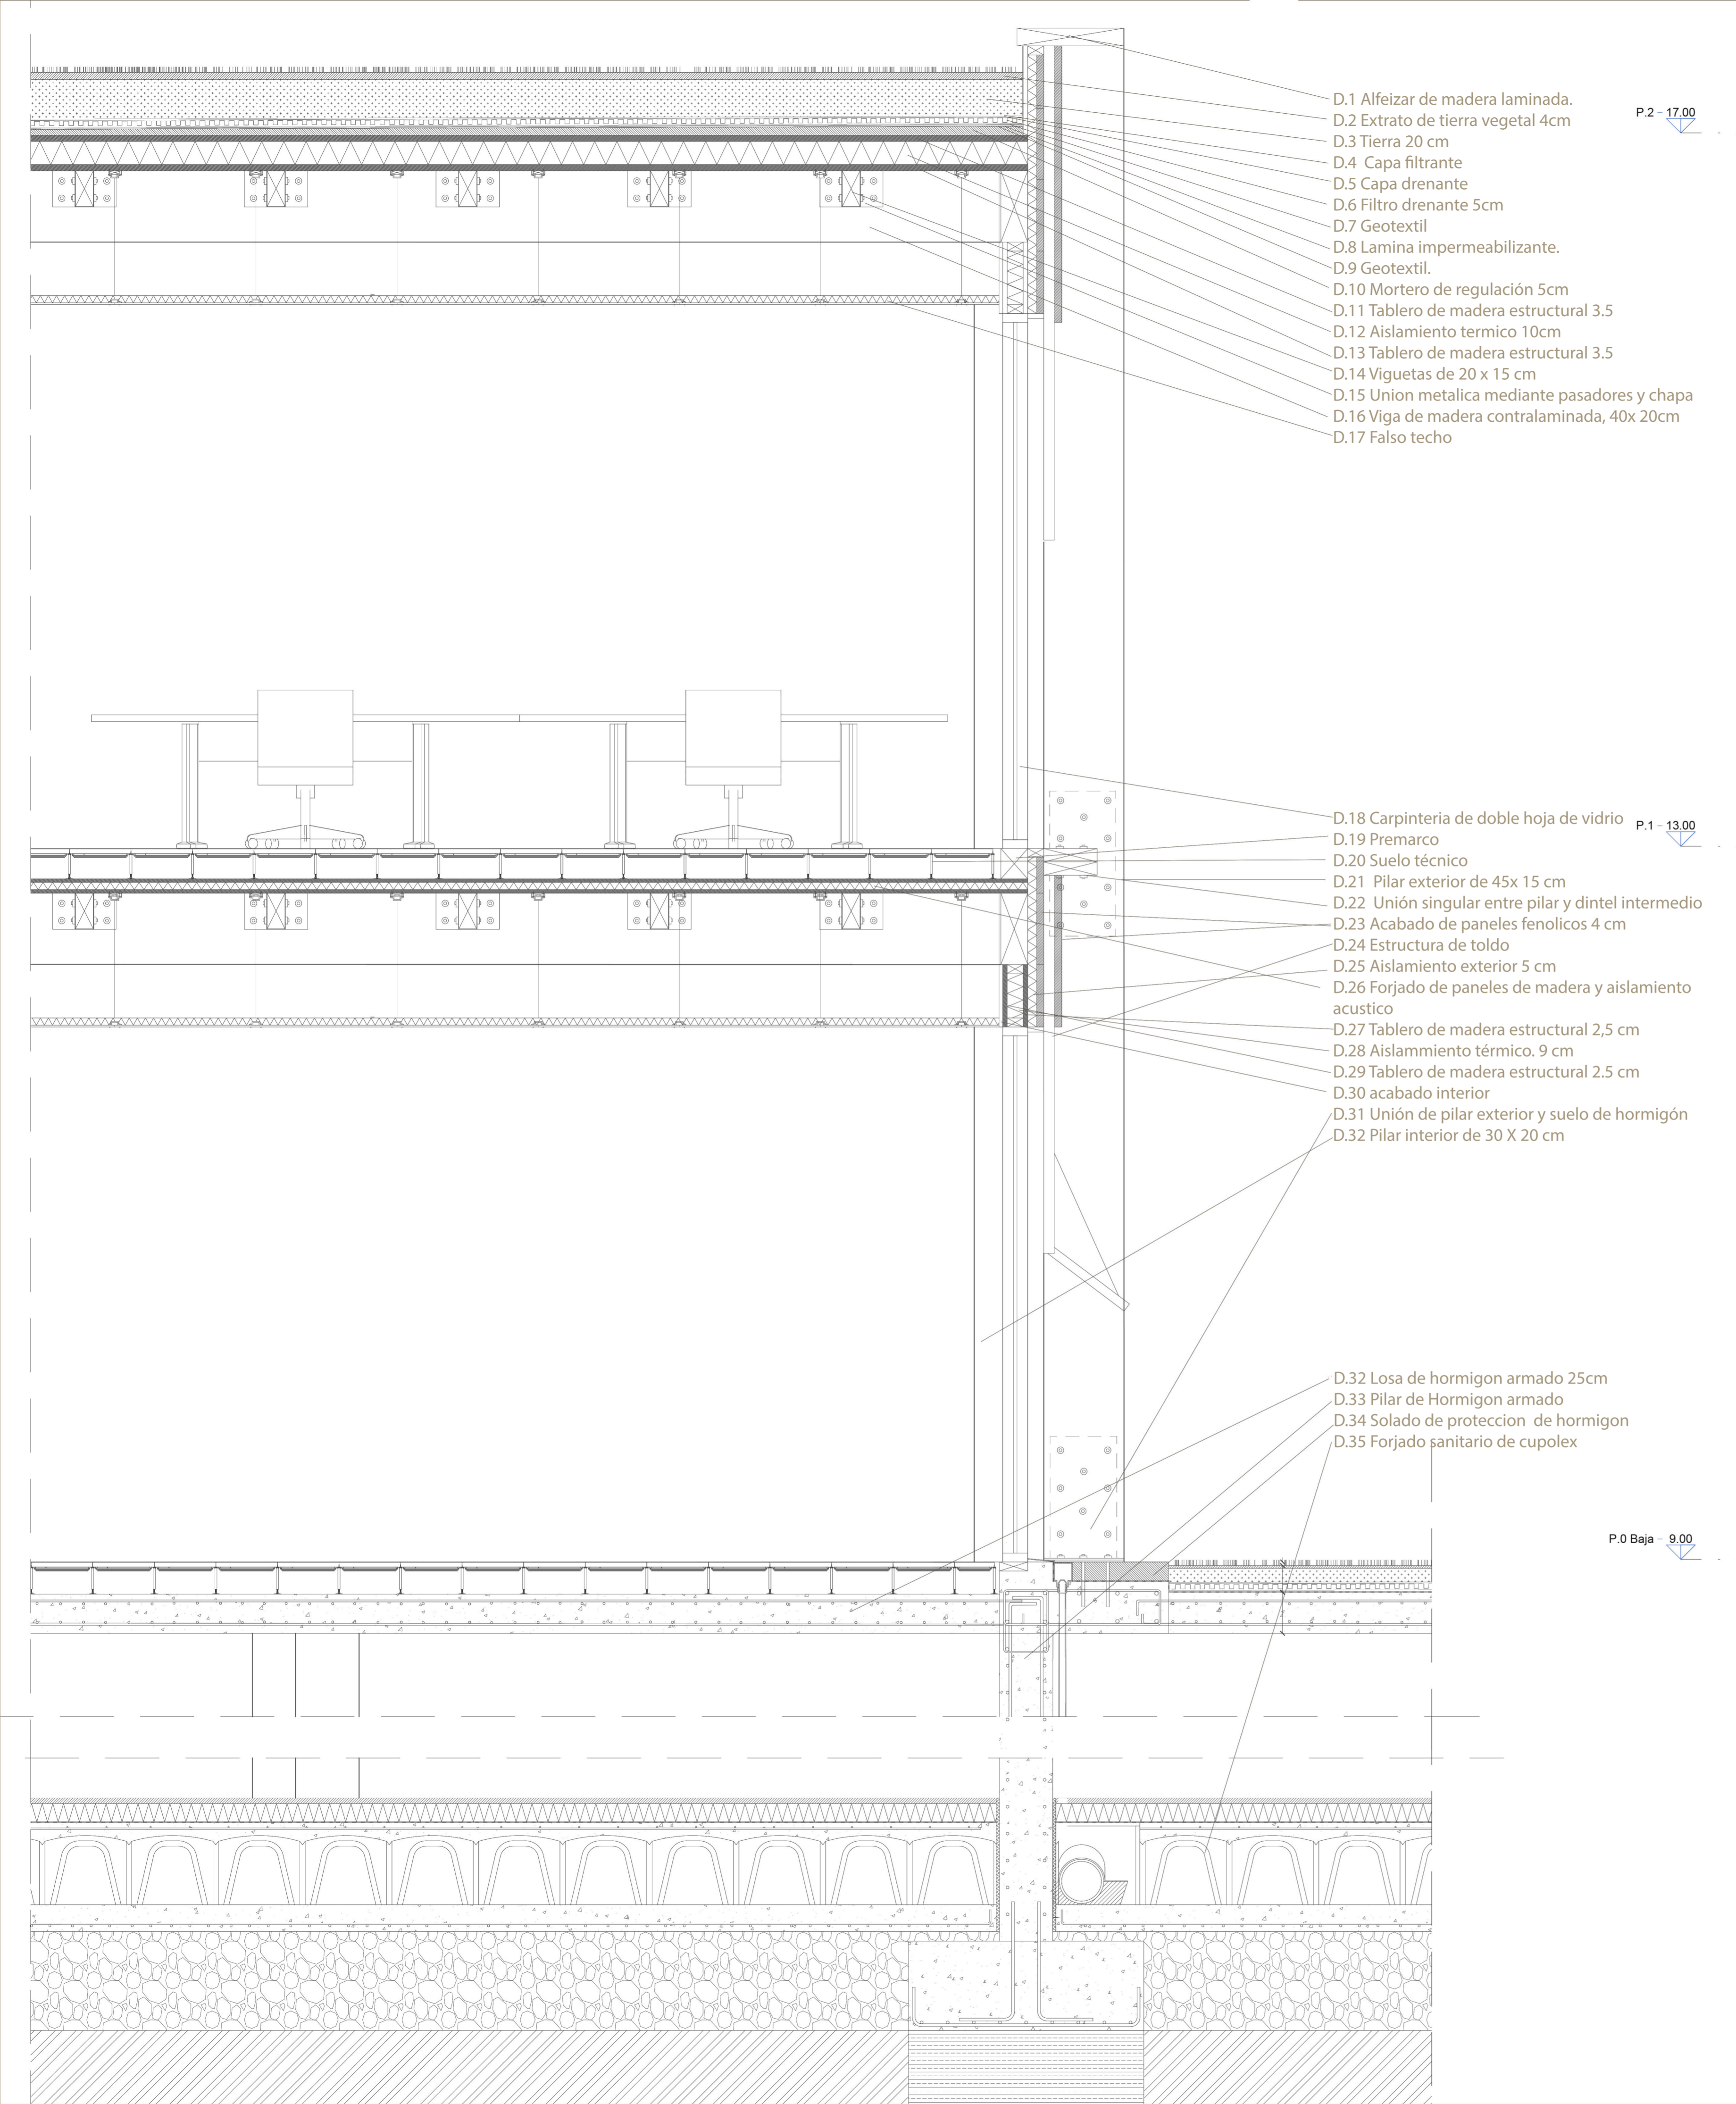 D.1 Alfeizar de madera laminada.
P.2 - 17.00
D.2 Extrato de tierra vegetal 4cm
D.3 Tierra 20 cm
D.4 Capa filtrante
D.5 Capa drenante
D.6 Filtro drenante 5cm
D.7 Geotextil
D.8 Lamina impermeabilizante.
D.9 Geotextil.
D.10 Mortero de regulación 5cm
D.11 Tablero de madera estructural 3.5
D.12 Aislamiento termico 10cm
D.13 Tablero de madera estructural 3.5
D.14 Viguetas de 20 x 15 cm
D.15 Union metalica mediante pasadores y chapa
D.16 Viga de madera contralaminada, 40x 20cm
D.17 Falso techo
D.18 Carpinteria de doble hoja de vidrio
P.1 - 13.00
D.19 Premarco
D.20 Suelo técnico
D.21 Pilar exterior de 45x 15 cm
D.22 Unión singular entre pilar y dintel intermedio
D.23 Acabado de paneles fenolicos 4 cm
D.24 Estructura de toldo
D.25 Aislamiento exterior 5 cm
D.26 Forjado de paneles de madera y aislamiento
acustico
D.27 Tablero de madera estructural 2,5 cm
D.28 Aislammiento térmico. 9 cm
D.29 Tablero de madera estructural 2.5 cm
D.30 acabado interior
D.31 Unión de pilar exterior y suelo de hormigón
D.32 Pilar interior de 30 X 20 cm
D.32 Losa de hormigon armado 25cm
D.33 Pilar de Hormigon armado
D.34 Solado de proteccion de hormigon
D.35 Forjado sanitario de cupolex
P.0 Baja - 9.00